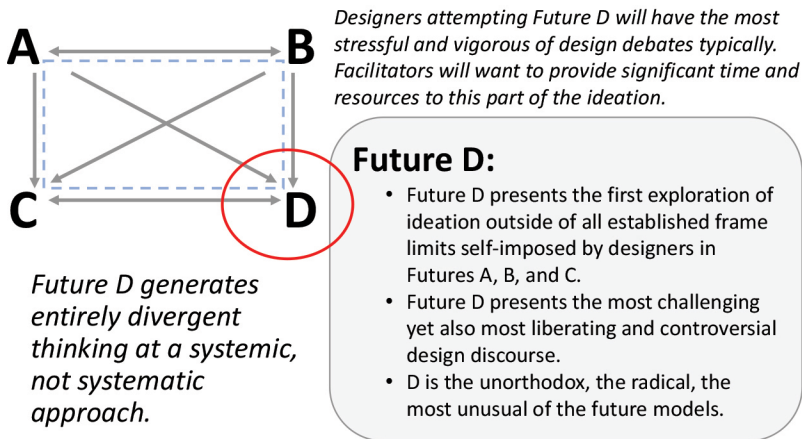 A
B
C
D
Designers attempting Future D will have the most
stressful and vigorous of design debates typically.
Facilitators will want to provide significant time and
resources to this part of the ideation.
Future D generates
entirely divergent
thinking at a systemic,
not systematic
approach.
Future D:
• Future D presents the first exploration of
ideation outside of all established frame
limits self-imposed by designers in
Futures A, B, and C.
• Future D presents the most challenging
yet also most liberating and controversial
design discourse.
• D is the unorthodox, the radical, the
most unusual of the future models.